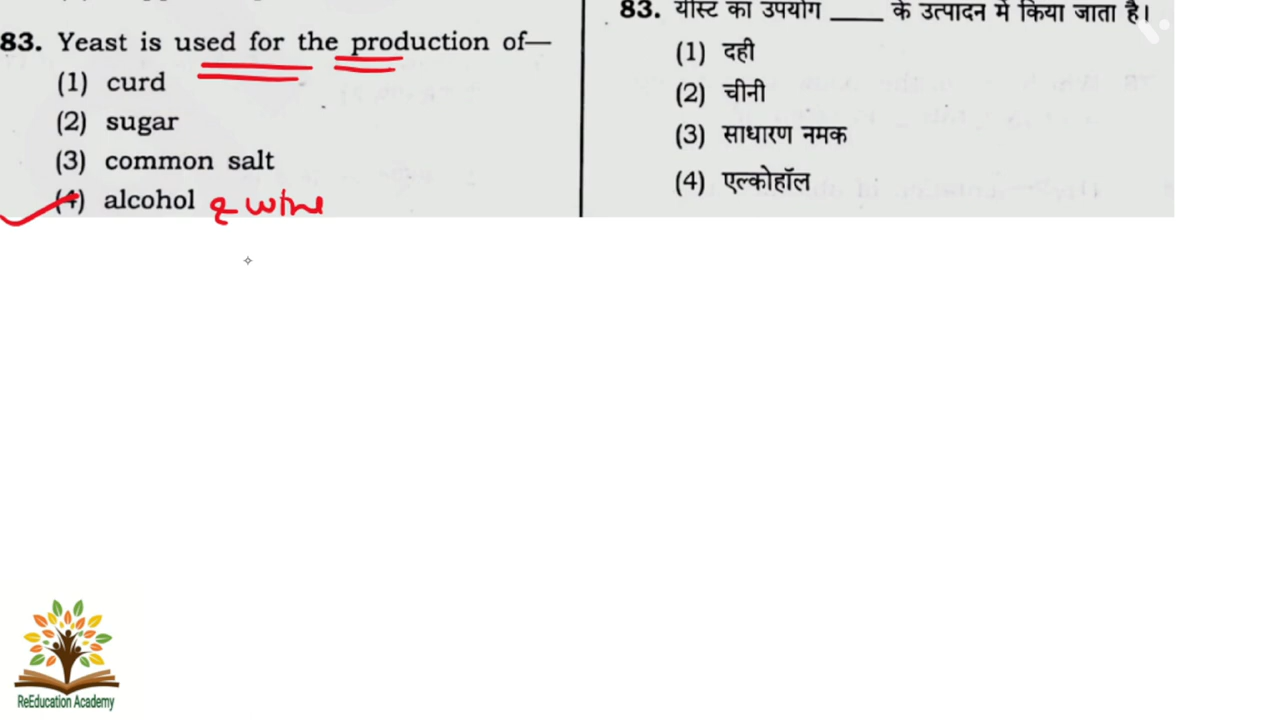 83. Yeast is used for the production of—
(1) curd
(2) sugar
(3) common salt
(4) alcohol & wine
83. यीस्ट का उपयोग ____ के उत्पादन में किया जाता है।
(1) दही
(2) चीनी
(3) साधारण नमक
(4) एल्कोहॉल
ReEducation Academy